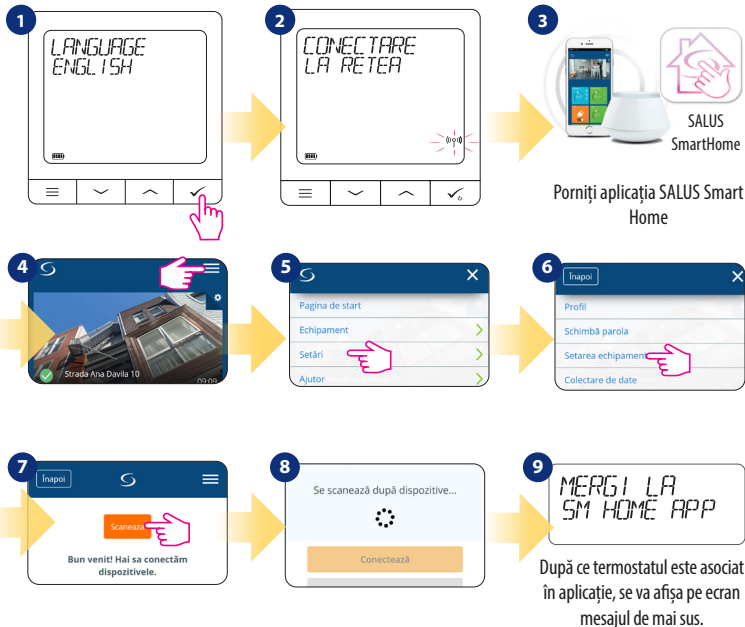 1
LANGUAGE
ENGLISH
2
CONECTARE
LA RETEA
3
SALUS
SmartHome
Porniți aplicația SALUS Smart
Home
4
Strada Ana Davila 10
09:09
5
Pagina de start
Echipament
Setări
Ajutor
6
Înapoi
Profil
Schimbă parola
Setarea echipament
Colectare de date
7
Înapoi
Scanează
Bun venit! Hai sa conectăm
dispozitivele.
8
Se scanează după dispozitive...
Conectează
9
MERGI LA
SM HOME APP
După ce termostatul este asociat
în aplicație, se va afișa pe ecran
mesajul de mai sus.